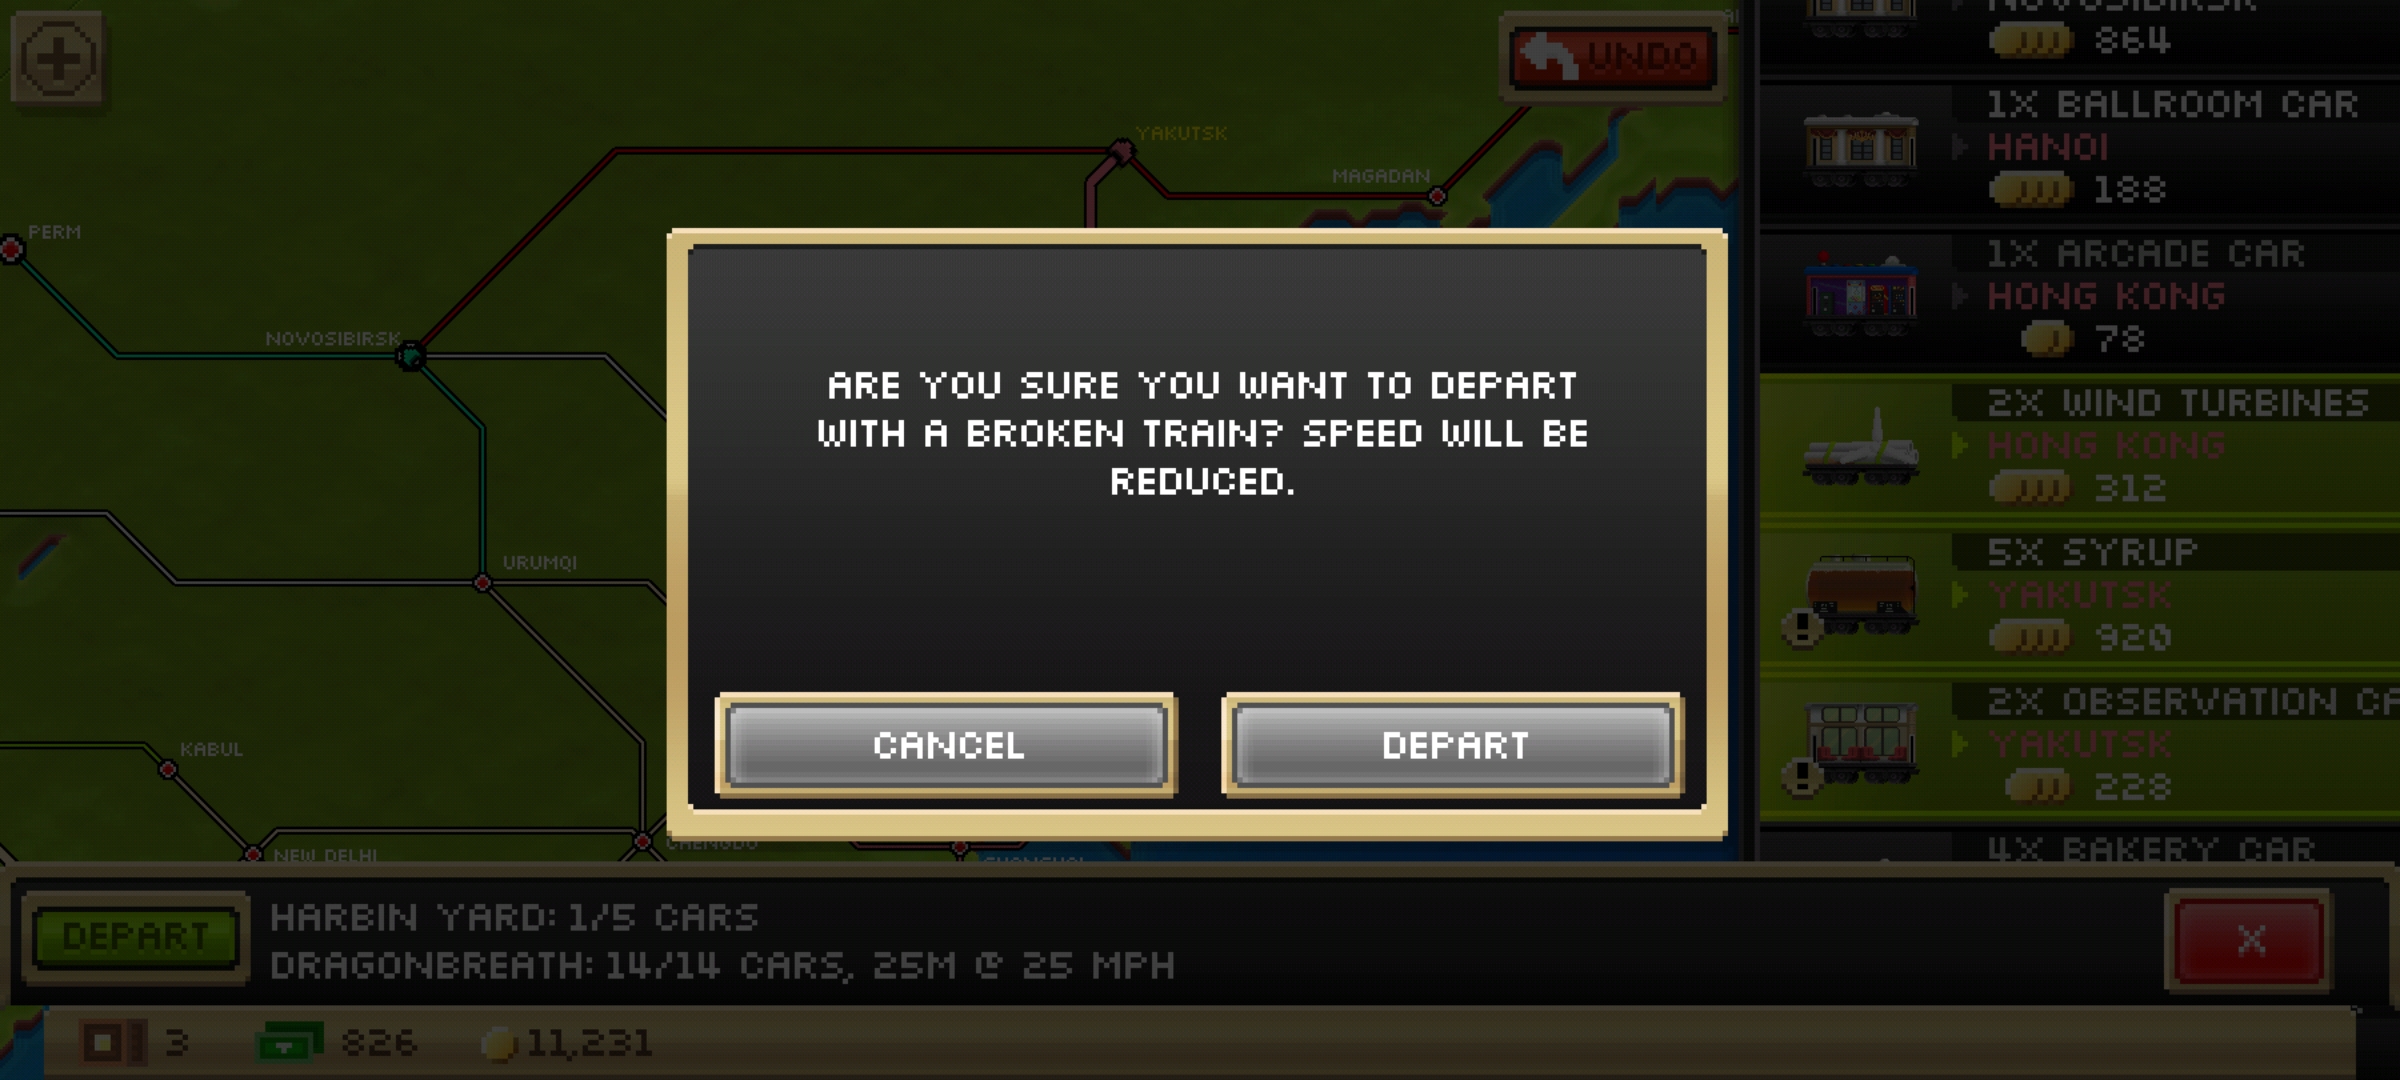 UNDO
YAKUTSK
MAGADAN
PERM
NOVOSIBIRSK
URUMQI
KABUL
NEW DELHI
CHENGDU
SHANGHAI
ARE YOU SURE YOU WANT TO DEPART
WITH A BROKEN TRAIN? SPEED WILL BE
REDUCED.
CANCEL
DEPART
NOVOSIBIRSK
864
1X BALLROOM CAR
HANOI
188
1X ARCADE CAR
HONG KONG
78
2X WIND TURBINES
HONG KONG
312
5X SYRUP
YAKUTSK
920
2X OBSERVATION CA
YAKUTSK
228
4X BAKERY CAR
DEPART
HARBIN YARD: 1/5 CARS
DRAGONBREATH: 14/14 CARS, 25M @ 25 MPH
X
3
826
11,231